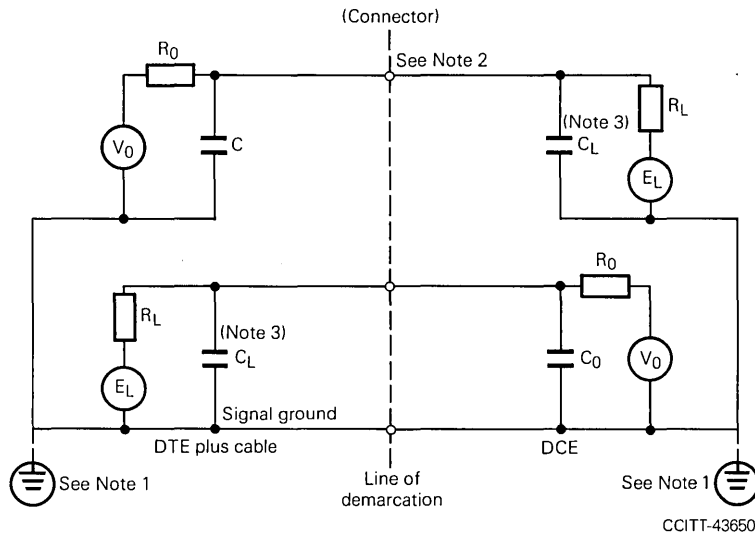 (Connector)
R0
See Note 2
V0
C
(Note 3)
CL
RL
EL
R0
RL
(Note 3)
CL
C0
V0
EL
Signal ground
DTE plus cable
DCE
See Note 1
Line of
demarcation
See Note 1
CCITT-43650